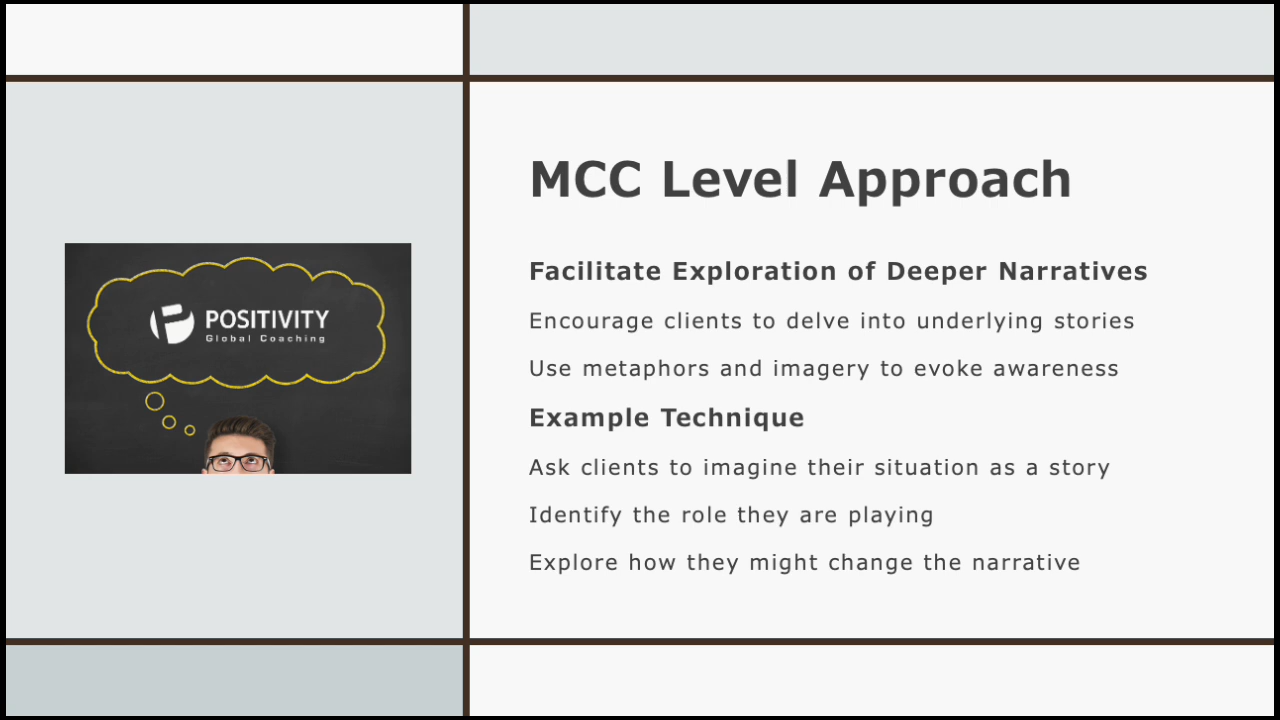 POSITIVITY
Global Coaching
MCC Level Approach
Facilitate Exploration of Deeper Narratives
Encourage clients to delve into underlying stories
Use metaphors and imagery to evoke awareness
Example Technique
Ask clients to imagine their situation as a story
Identify the role they are playing
Explore how they might change the narrative